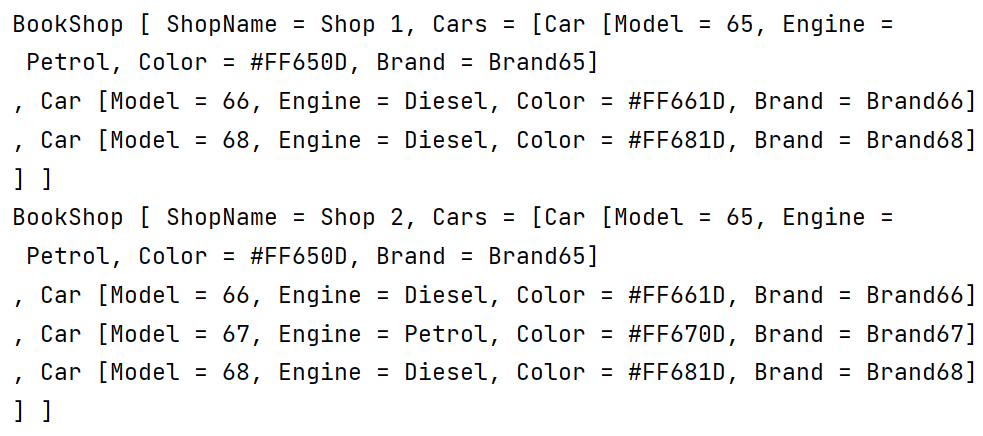 BookShop [ ShopName = Shop 1, Cars = [Car [Model = 65, Engine =
 Petrol, Color = #FF650D, Brand = Brand65]
, Car [Model = 66, Engine = Diesel, Color = #FF661D, Brand = Brand66]
, Car [Model = 68, Engine = Diesel, Color = #FF681D, Brand = Brand68]
] ]
BookShop [ ShopName = Shop 2, Cars = [Car [Model = 65, Engine =
 Petrol, Color = #FF650D, Brand = Brand65]
, Car [Model = 66, Engine = Diesel, Color = #FF661D, Brand = Brand66]
, Car [Model = 67, Engine = Petrol, Color = #FF670D, Brand = Brand67]
, Car [Model = 68, Engine = Diesel, Color = #FF681D, Brand = Brand68]
] ]